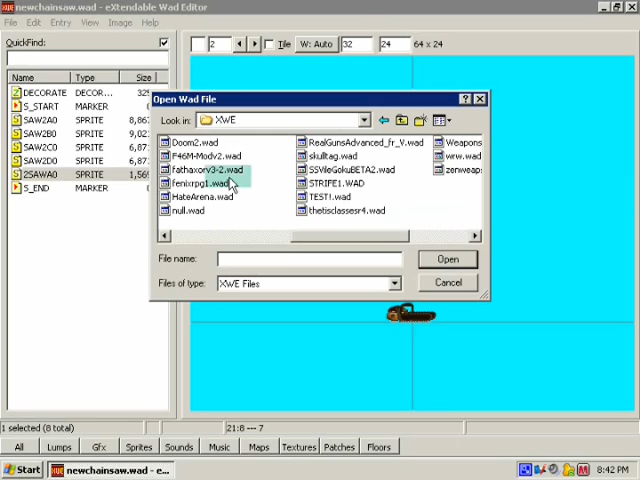 newchainsaw.wad - eXtendable Wad Editor
File Edit Entry View Image Help
QuickFind:
2 Tile W: Auto 32 24 64 x 24
Name Type Size
DECORATE DECOR...
S_START MARKER
SAW2A0 SPRITE
SAW2B0 SPRITE
SAW2C0 SPRITE
SAW2D0 SPRITE
2SAWA0 SPRITE
S_END MARKER
Open Wad File
Look in: XWE
Doom2.wad RealGunsAdvanced_fr_V.wad Weapons
F46M-Modv2.wad skulltag.wad wrw.wad
fathaxorv3-2.wad SSVileGokuBETA2.wad zenweap
fenixrpg1.wad STRIFE1.WAD
HateArena.wad TEST!.wad
null.wad thetisclassesr4.wad
File name: Open
Files of type: XWE Files Cancel
1 selected (8 total) 21:8 --- 7
All Lumps Gfx Sprites Sounds Music Maps Textures Patches Floors
Start newchainsaw.wad - e... 8:42 PM